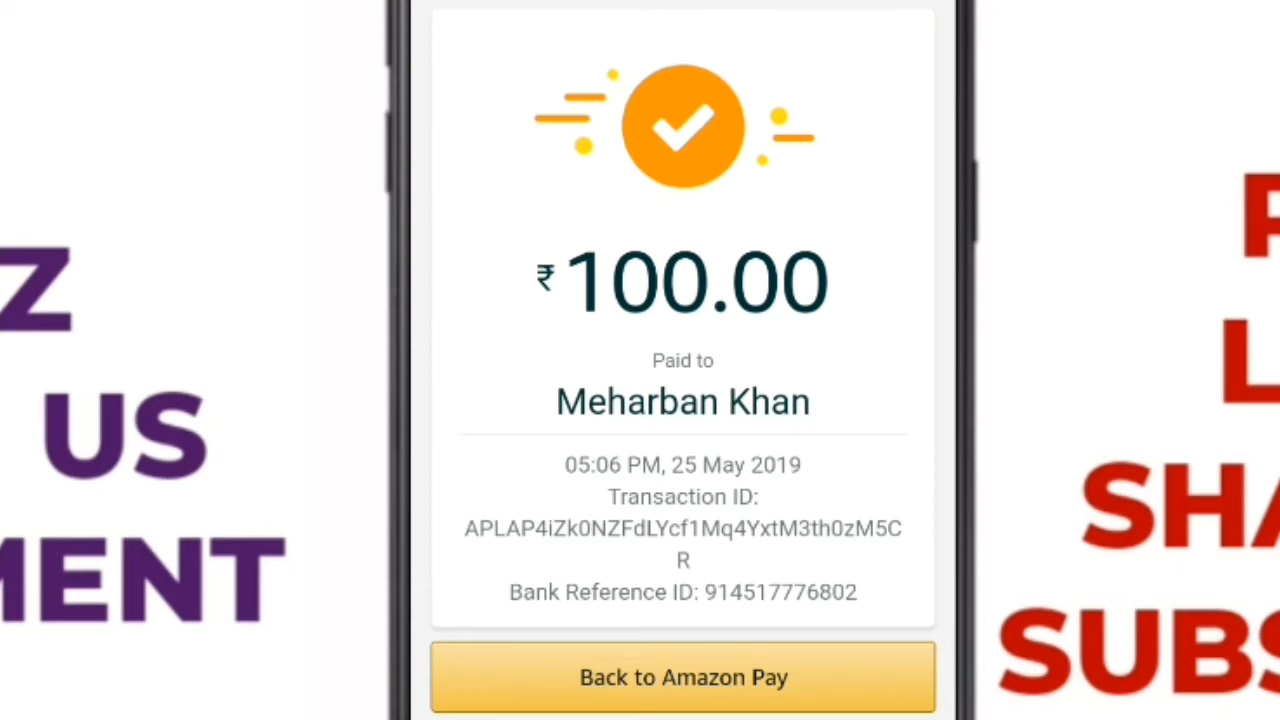 Z
US
MENT
₹100.00
Paid to
Meharban Khan
05:06 PM, 25 May 2019
Transaction ID:
APLAP4iZk0NZFdLYcf1Mq4YxtM3th0zM5C
R
Bank Reference ID: 914517776802
Back to Amazon Pay
P
L
SHA
SUBS